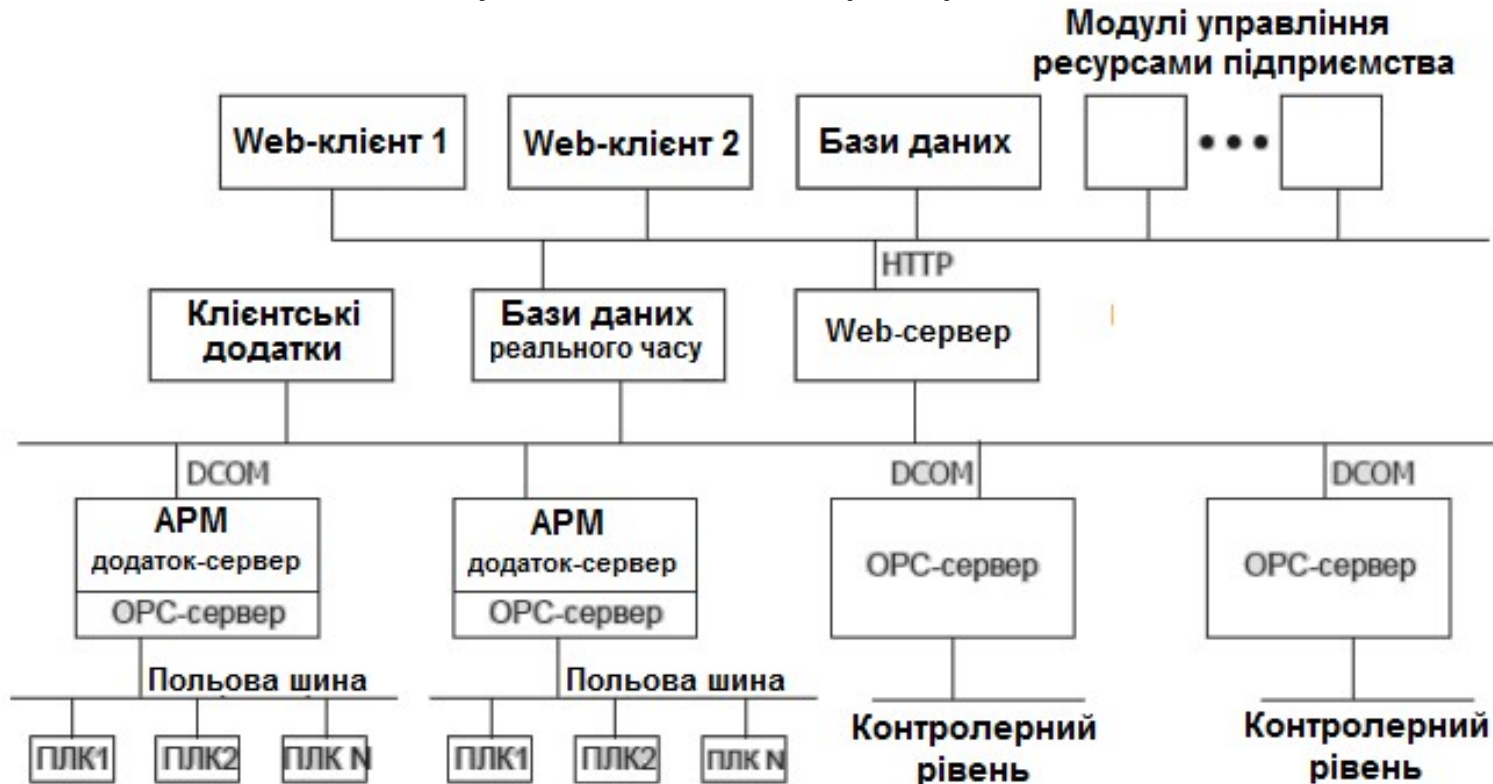 Модулі управління
ресурсами підприємства
Web-клієнт 1
Web-клієнт 2
Бази даних
HTTP
Клієнтські
додатки
Бази даних
реального часу
Web-сервер
DCOM
DCOM
DCOM
АРМ
додаток-сервер
OPC-сервер
АРМ
додаток-сервер
OPC-сервер
OPC-сервер
OPC-сервер
Польова шина
Польова шина
ПЛК1
ПЛК2
ПЛК N
ПЛК1
ПЛК2
ПЛК N
Контролерний
рівень
Контролерний
рівень